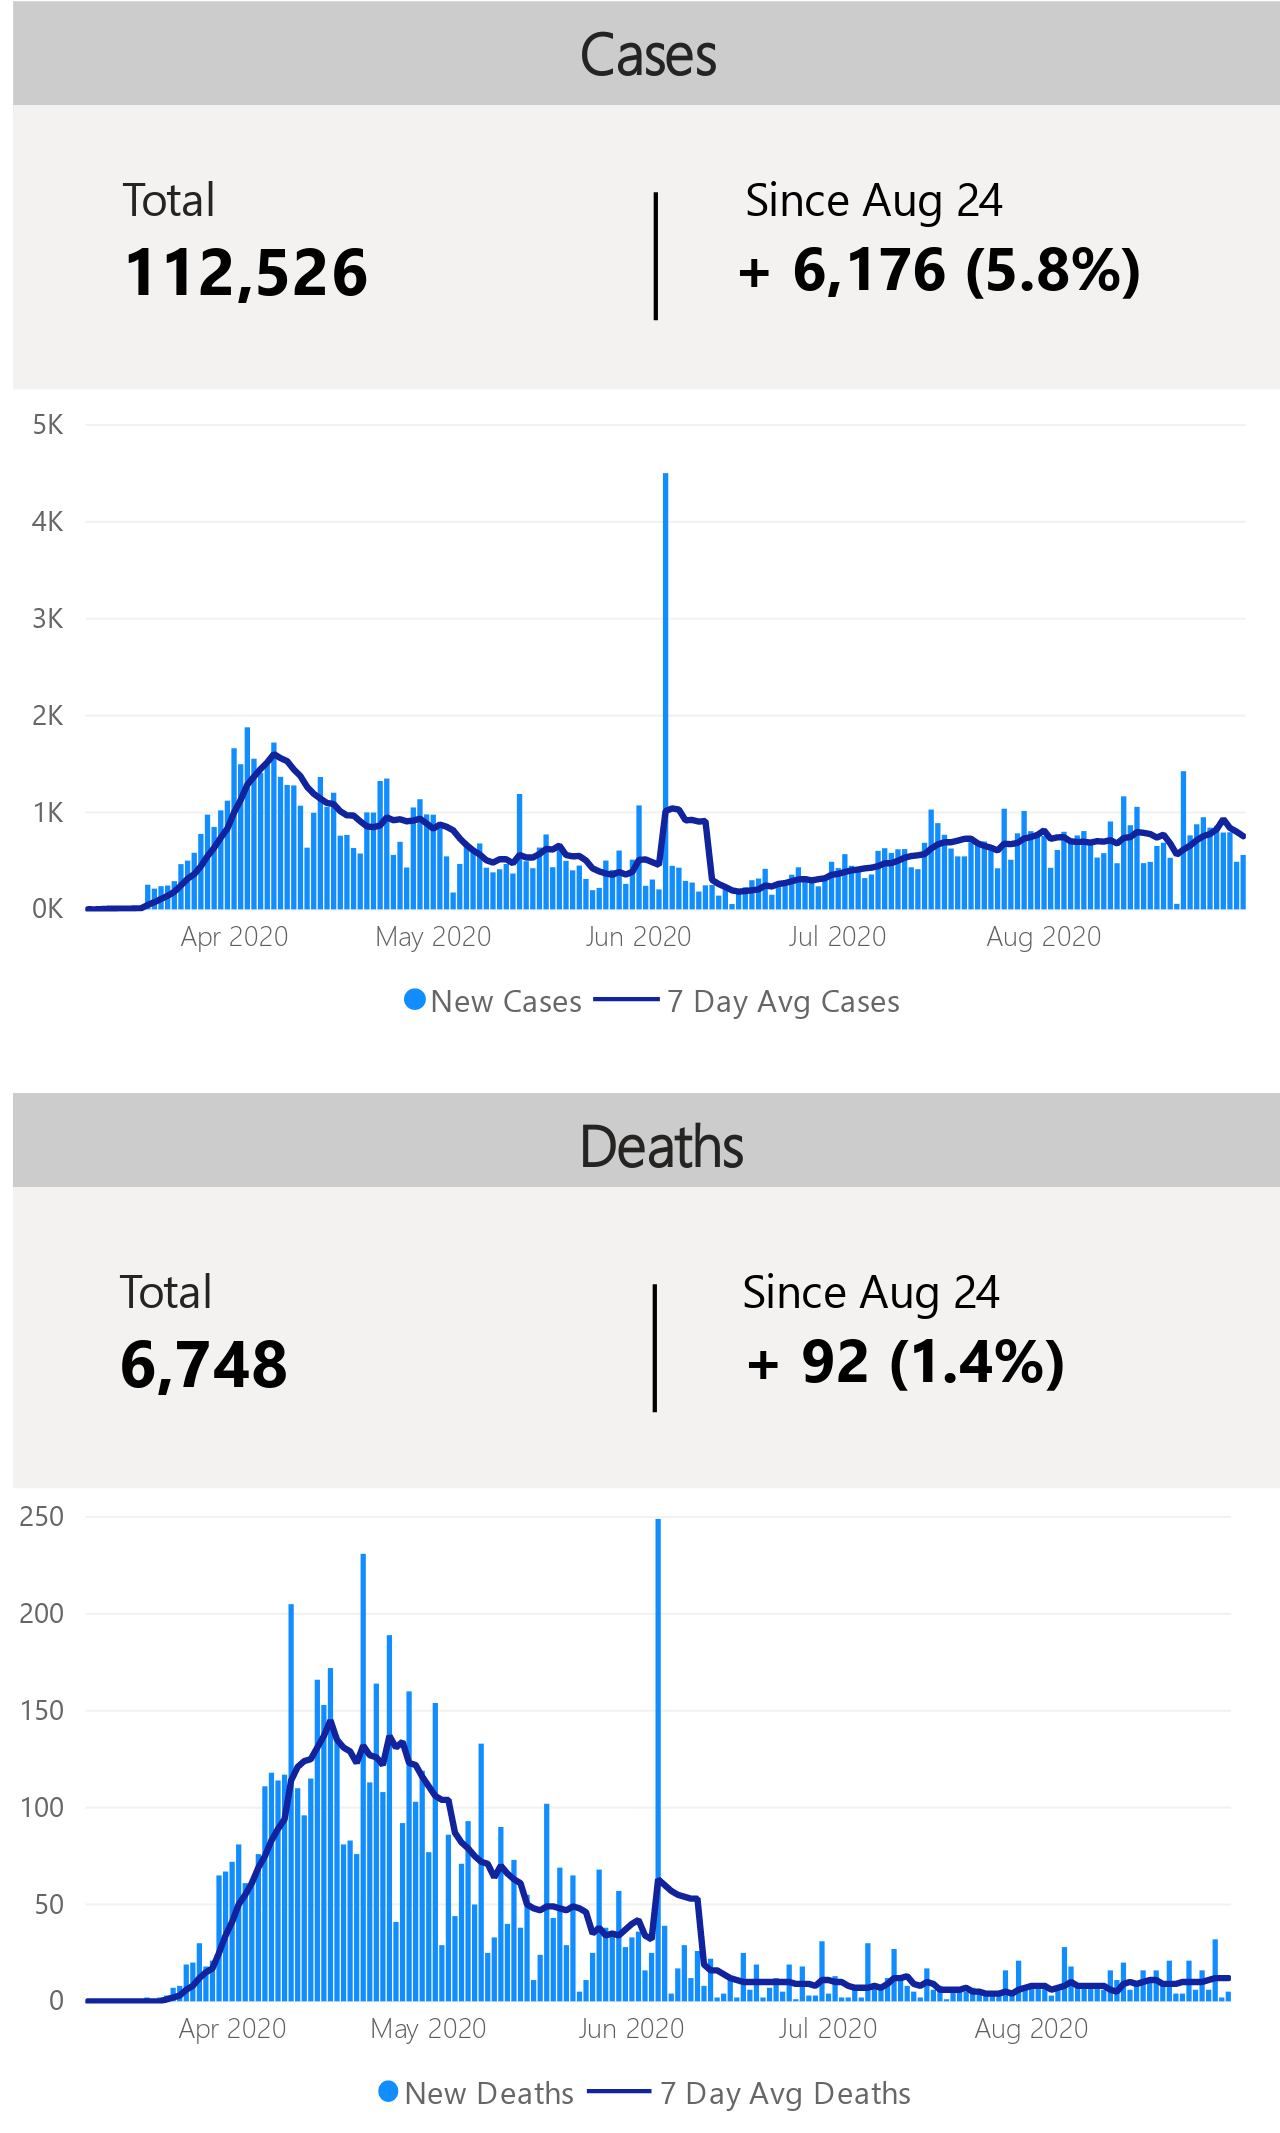 Cases
Total
Since Aug 24
112,526
+ 6,176 (5.8%)
5K
4K
3K
2K
1K
0K
Apr 2020 May 2020 Jun 2020 Jul 2020 Aug 2020
New Cases 7 Day Avg Cases
Deaths
Total
Since Aug 24
6,748
+ 92 (1.4%)
250
200
150
100
50
0
Apr 2020 May 2020 Jun 2020 Jul 2020 Aug 2020
New Deaths 7 Day Avg Deaths